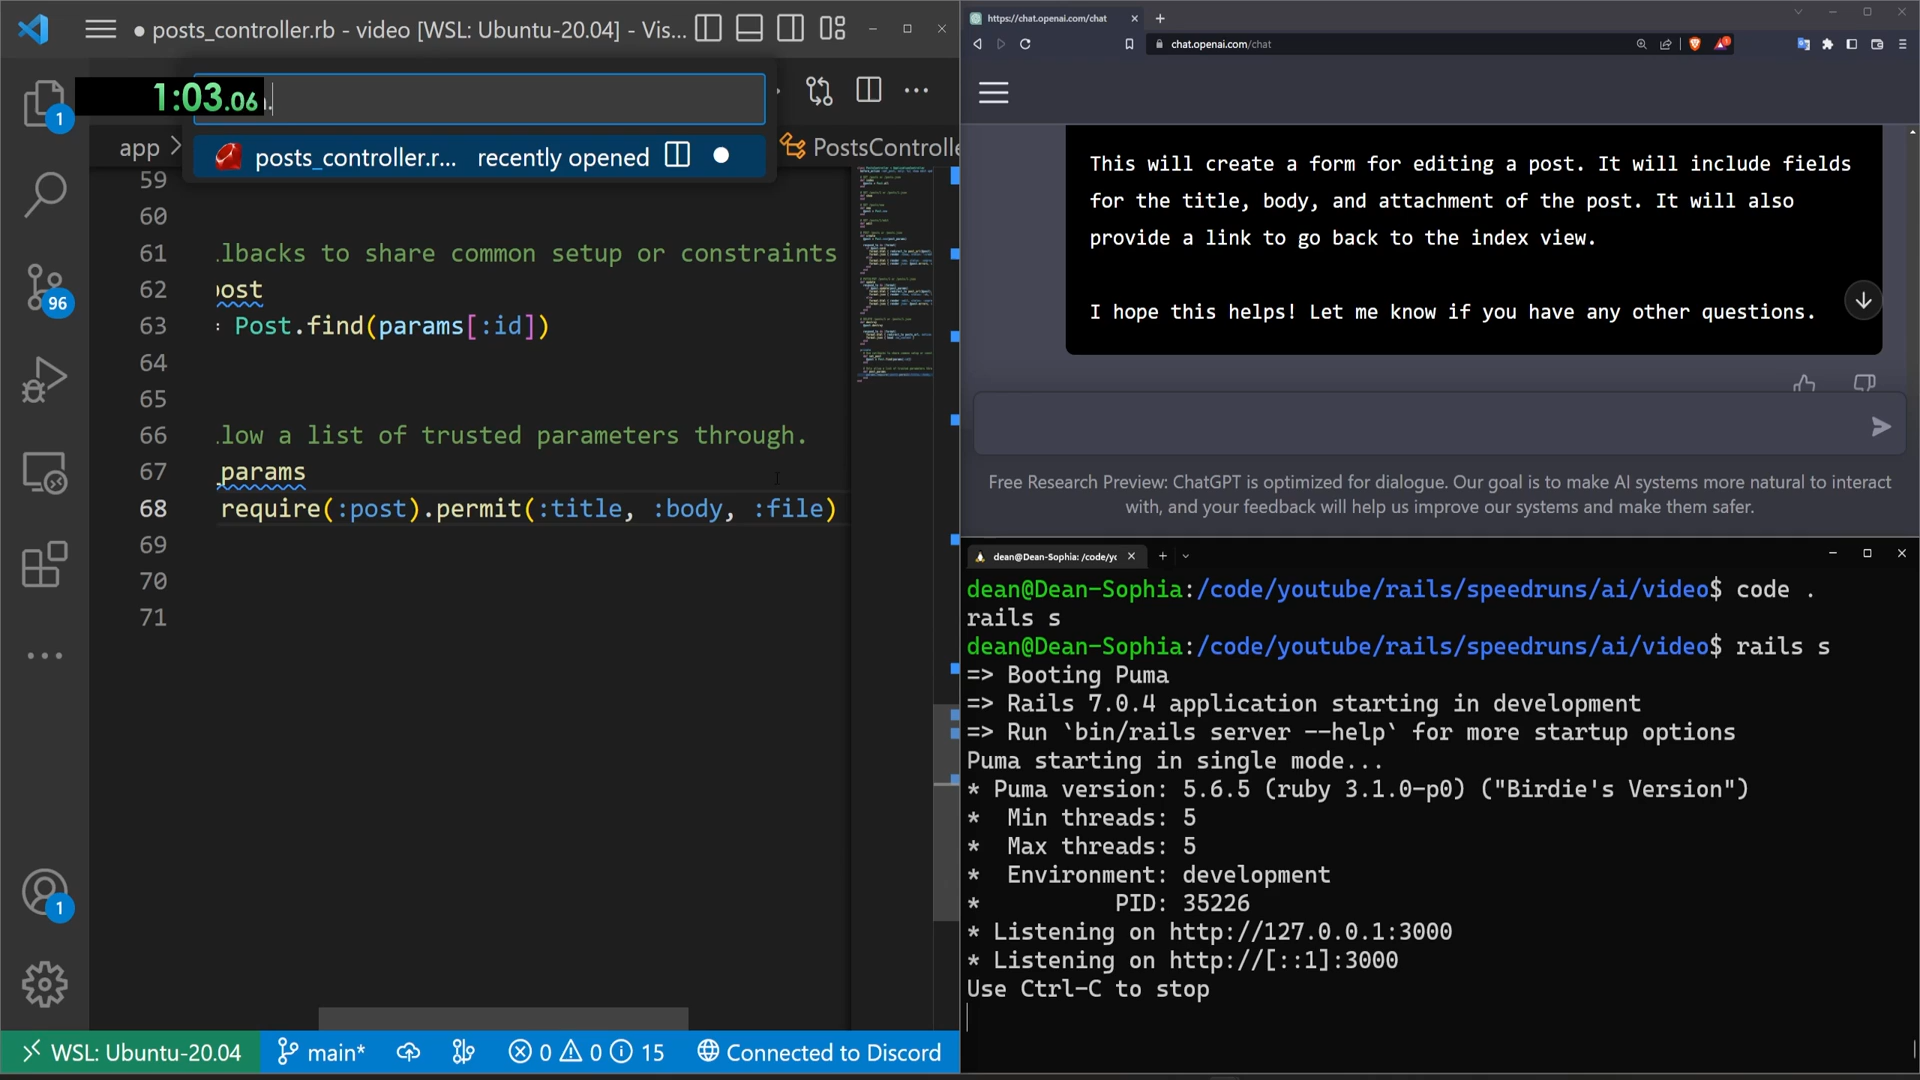 posts_controller.rb - video [WSL: Ubuntu-20.04] - Vis...
1:03.06
posts_controller.r... recently opened
app > PostsController
59
60
61 lbacks to share common setup or constraints
62 post
63 = Post.find(params[:id])
64
65
66 low a list of trusted parameters through.
67 _params
68 require(:post).permit(:title, :body, :file)
69
70
71
1
96
1
WSL: Ubuntu-20.04 main* 0 0 15 Connected to Discord
https://chat.openai.com/chat
chat.openai.com/chat
This will create a form for editing a post. It will include fields
for the title, body, and attachment of the post. It will also
provide a link to go back to the index view.
I hope this helps! Let me know if you have any other questions.
Free Research Preview: ChatGPT is optimized for dialogue. Our goal is to make AI systems more natural to interact
with, and your feedback will help us improve our systems and make them safer.
dean@Dean-Sophia: /code/yo
dean@Dean-Sophia:/code/youtube/rails/speedruns/ai/video$ code .
rails s
dean@Dean-Sophia:/code/youtube/rails/speedruns/ai/video$ rails s
=> Booting Puma
=> Rails 7.0.4 application starting in development
=> Run `bin/rails server --help` for more startup options
Puma starting in single mode...
* Puma version: 5.6.5 (ruby 3.1.0-p0) ("Birdie's Version")
* Min threads: 5
* Max threads: 5
* Environment: development
* PID: 35226
* Listening on http://127.0.0.1:3000
* Listening on http://[::1]:3000
Use Ctrl-C to stop